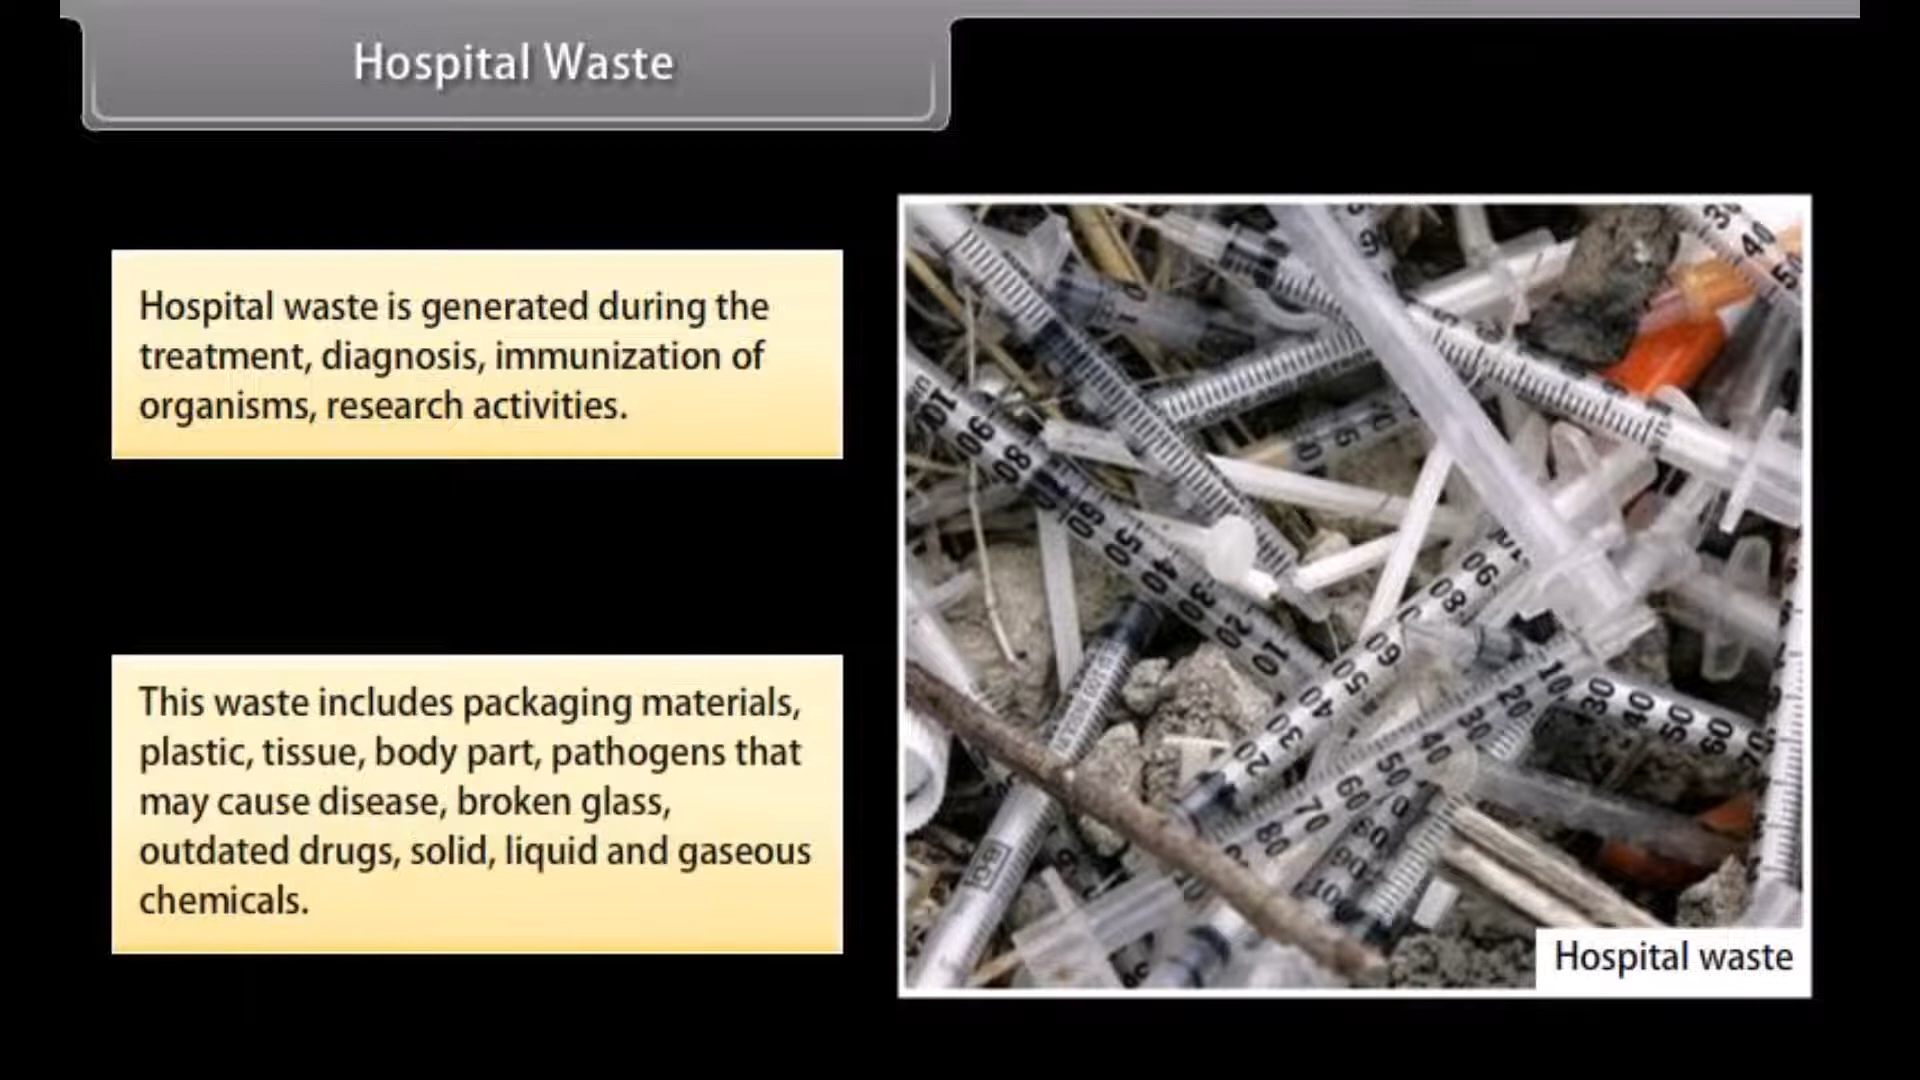 Hospital Waste
Hospital waste is generated during the
treatment, diagnosis, immunization of
organisms, research activities.
This waste includes packaging materials,
plastic, tissue, body part, pathogens that
may cause disease, broken glass,
outdated drugs, solid, liquid and gaseous
chemicals.
Hospital waste